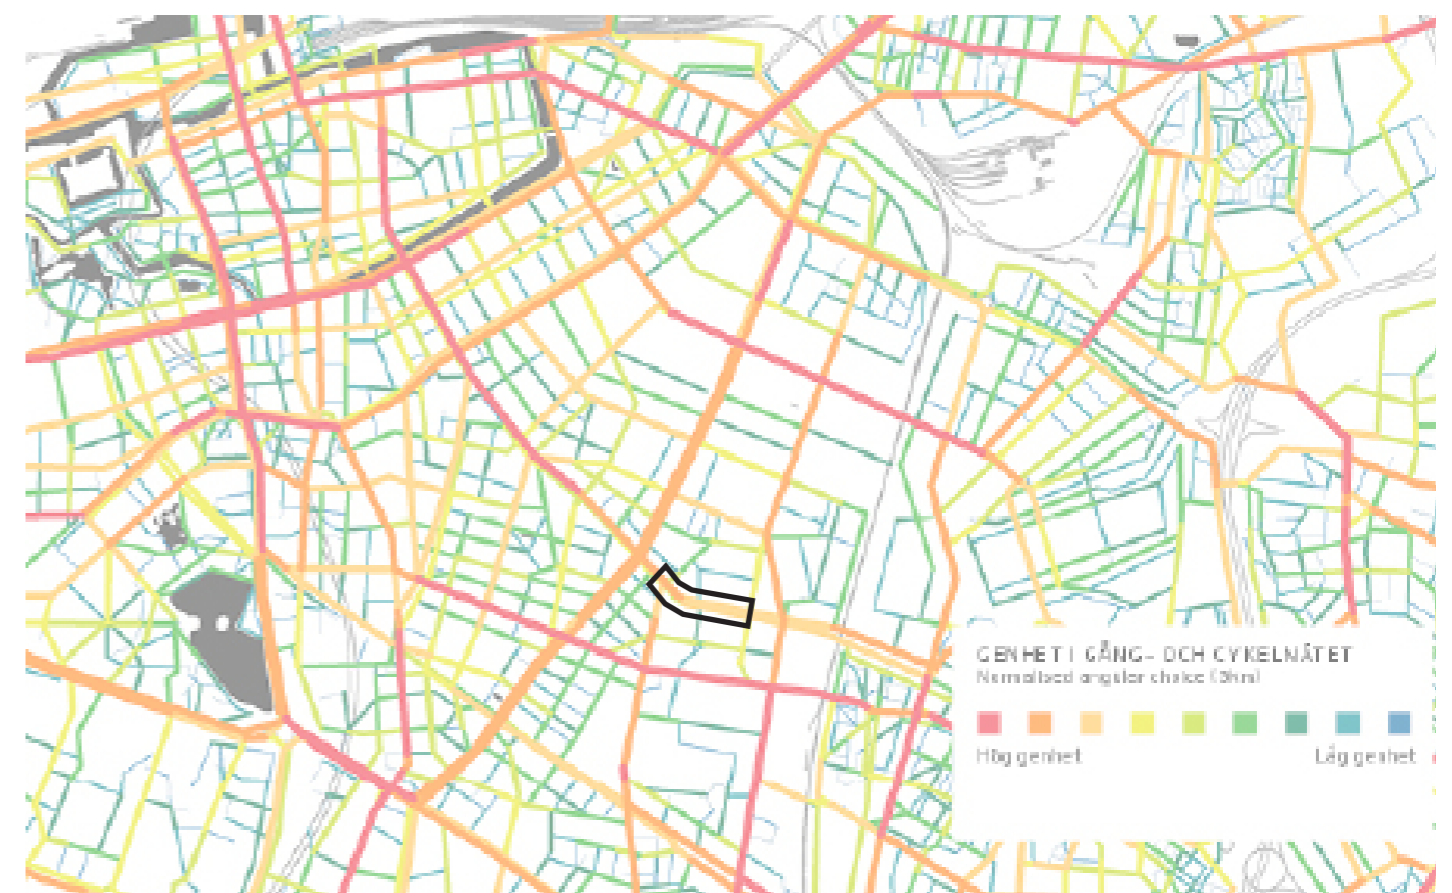 GENHET I GÅNG- OCH CYKELNÄTET
Normalised angular choice (3km)
Hög genhet
Låg genhet